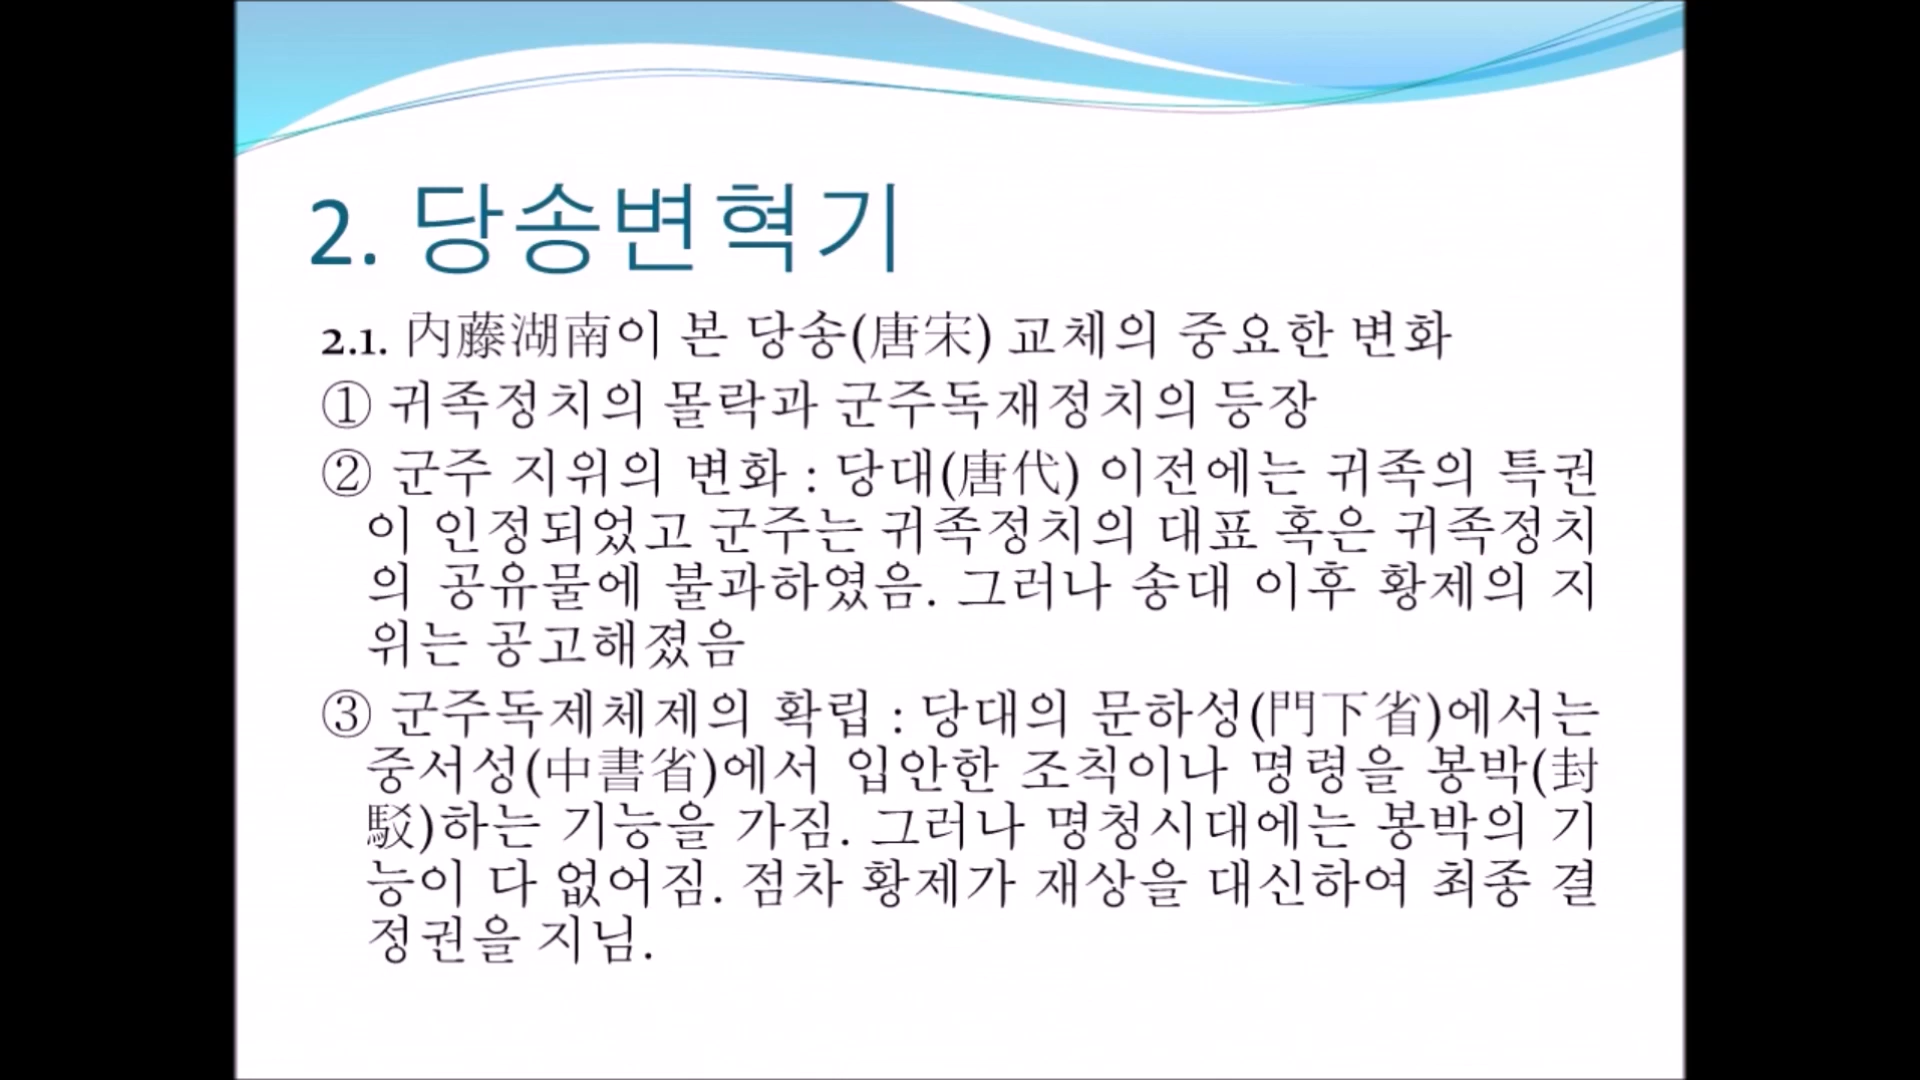 2. 당송변혁기
2.1. 内藤湖南이 본 당송(唐宋) 교체의 중요한 변화
① 귀족정치의 몰락과 군주독재정치의 등장
② 군주 지위의 변화 : 당대(唐代) 이전에는 귀족의 특권
이 인정되었고 군주는 귀족정치의 대표 혹은 귀족정치
의 공유물에 불과하였음. 그러나 송대 이후 황제의 지
위는 공고해졌음
③ 군주독제체제의 확립 : 당대의 문하성(門下省)에서는
중서성(中書省)에서 입안한 조칙이나 명령을 봉박(封
駁)하는 기능을 가짐. 그러나 명청시대에는 봉박의 기
능이 다 없어짐. 점차 황제가 재상을 대신하여 최종 결
정권을 지님.